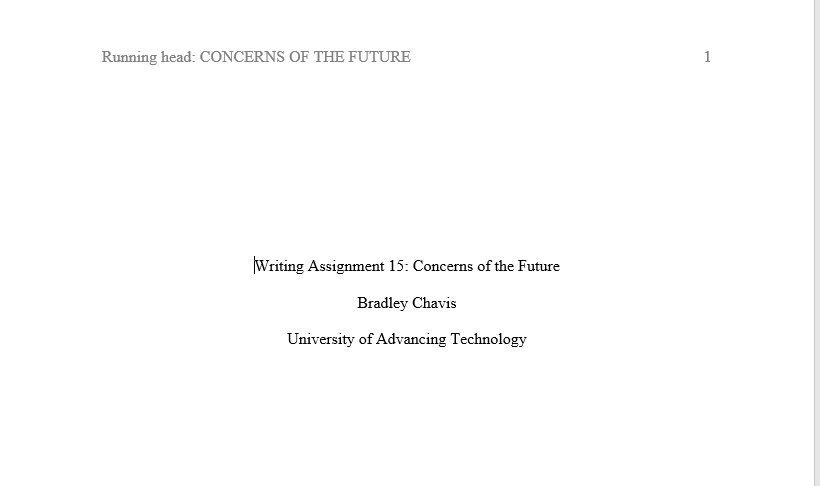 Running head: CONCERNS OF THE FUTURE 1
Writing Assignment 15: Concerns of the Future
Bradley Chavis
University of Advancing Technology